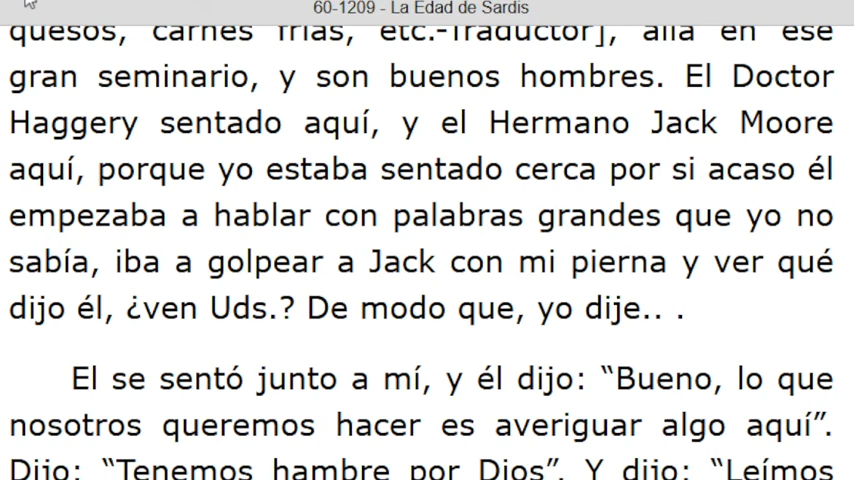 60-1209 - La Edad de Sardis
quesos, carnes frías, etc.-Traductor], allá en ese
gran seminario, y son buenos hombres. El Doctor
Haggery sentado aquí, y el Hermano Jack Moore
aquí, porque yo estaba sentado cerca por si acaso él
empezaba a hablar con palabras grandes que yo no
sabía, iba a golpear a Jack con mi pierna y ver qué
dijo él, ¿ven Uds.? De modo que, yo dije.. .
El se sentó junto a mí, y él dijo: “Bueno, lo que
nosotros queremos hacer es averiguar algo aquí”.
Dijo: “Tenemos hambre por Dios”. Y dijo: “Leímos